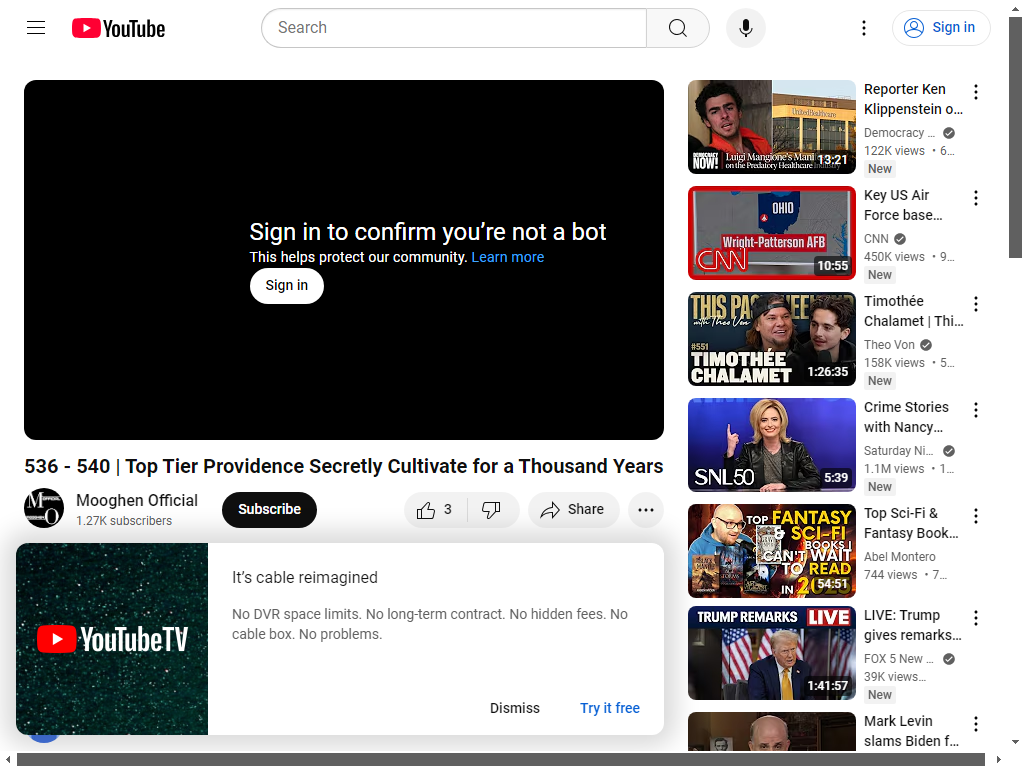 YouTube
Search
Sign in
Sign in to confirm you're not a bot
This helps protect our community. Learn more
Sign in
536 - 540 | Top Tier Providence Secretly Cultivate for a Thousand Years
Mooghen Official
1.27K subscribers
Subscribe
3
Share
YouTubeTV
It's cable reimagined
No DVR space limits. No long-term contract. No hidden fees. No
cable box. No problems.
Dismiss
Try it free
UnitedHealthcare
DEMOCRACY
NOW!
Luigi Mangione's Mani
on the Predatory Healthcare Industry
13:21
Reporter Ken
Klippenstein o...
Democracy ...
122K views • 6...
New
OHIO
Wright-Patterson AFB
CNN
10:55
Key US Air
Force base...
CNN
450K views • 9...
New
THIS PAST WEEKEND
with Theo Von
#551
TIMOTHÉE
CHALAMET
1:26:35
Timothée
Chalamet | Thi...
Theo Von
158K views • 5...
New
SNL50
5:39
Crime Stories
with Nancy...
Saturday Ni...
1.1M views • 1...
New
TOP FANTASY
& SCI-FI
BOOKS I
CAN'T WAIT
TO READ
IN 2025
54:51
Top Sci-Fi &
Fantasy Book...
Abel Montero
744 views • 7...
TRUMP REMARKS LIVE
1:41:57
LIVE: Trump
gives remarks...
FOX 5 New ...
39K views...
New
Mark Levin
slams Biden f...